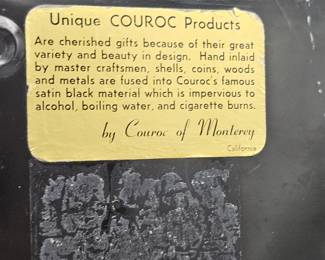 Unique COUROC Products
Are cherished gifts because of their great
variety and beauty in design. Hand inlaid
by master craftsmen, shells, coins, woods
and metals are fused into Couroc's famous
satin black material which is impervious to
alcohol, boiling water, and cigarette burns.
by Couroc of Monterey
California